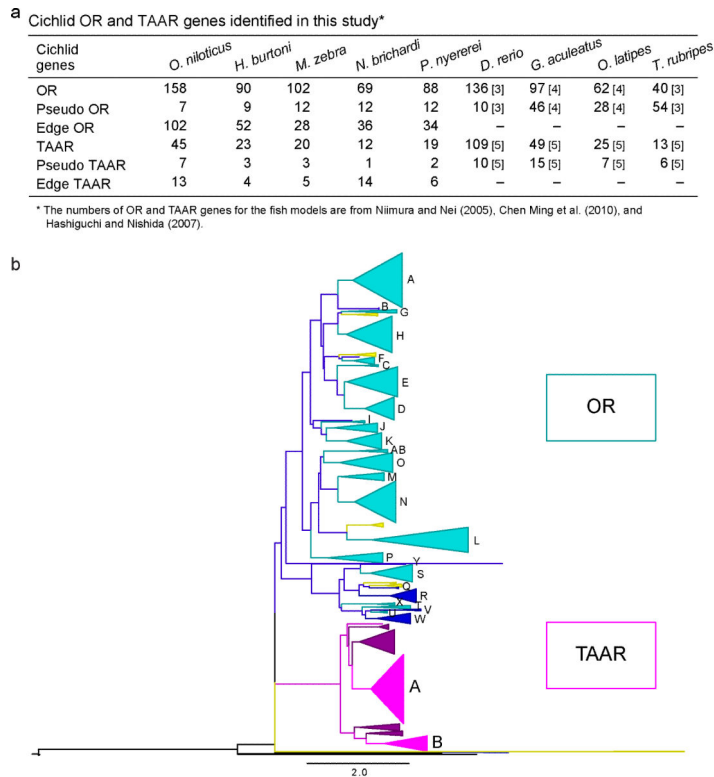 a
Cichlid OR and TAAR genes identified in this study*
Cichlid genes O. niloticus H. burtoni M. zebra N. brichardi P. nyererei D. rerio G. aculeatus O. latipes T. rubripes
OR 158 90 102 69 88 136 [3] 97 [4] 62 [4] 40 [3]
Pseudo OR 7 9 12 12 12 10 [3] 46 [4] 28 [4] 54 [3]
Edge OR 102 52 28 36 34 – – – –
TAAR 45 23 20 12 19 109 [5] 49 [5] 25 [5] 13 [5]
Pseudo TAAR 7 3 3 1 2 10 [5] 15 [5] 7 [5] 6 [5]
Edge TAAR 13 4 5 14 6 – – – –
* The numbers of OR and TAAR genes for the fish models are from Niimura and Nei (2005), Chen Ming et al. (2010), and
Hashiguchi and Nishida (2007).
b
A
B
G
H
F
C
E
D
OR
I
J
K
AB
O
M
N
L
P
Y
S
Q
R
X
T
V
U
W
TAAR
A
B
2.0